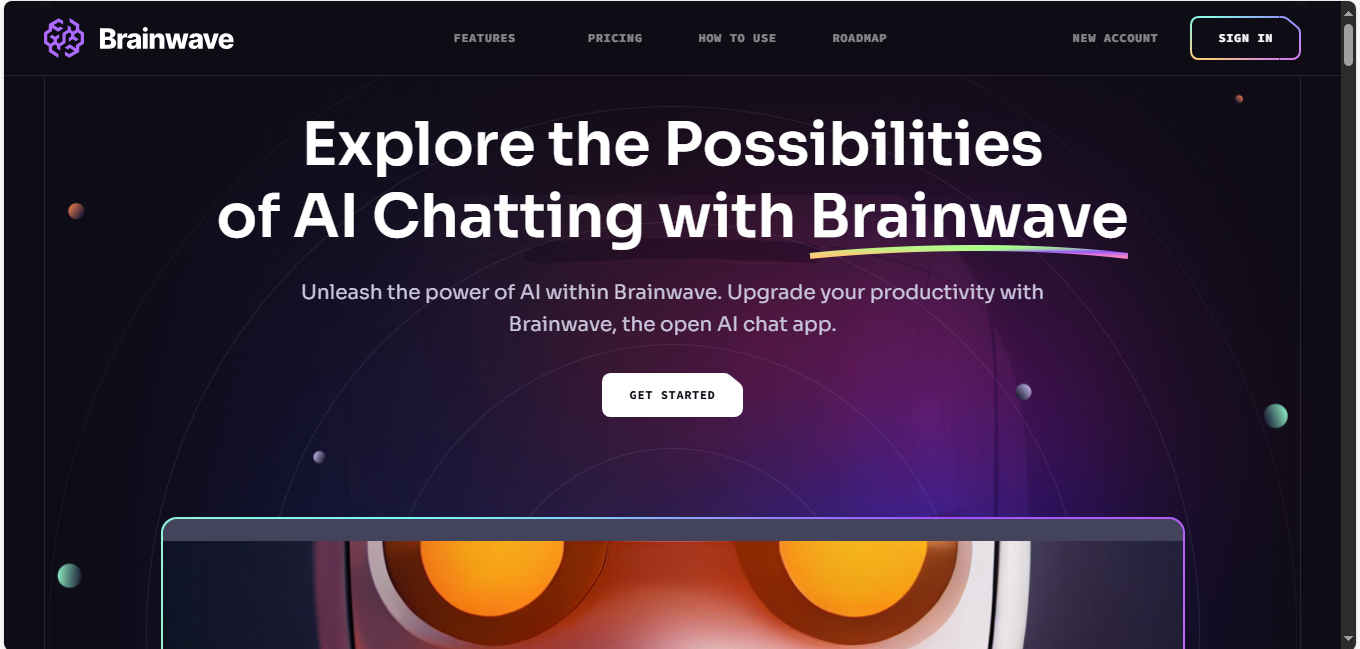 Brainwave
FEATURES
PRICING
HOW TO USE
ROADMAP
NEW ACCOUNT
SIGN IN
Explore the Possibilities
of AI Chatting with Brainwave
Unleash the power of AI within Brainwave. Upgrade your productivity with
Brainwave, the open AI chat app.
GET STARTED